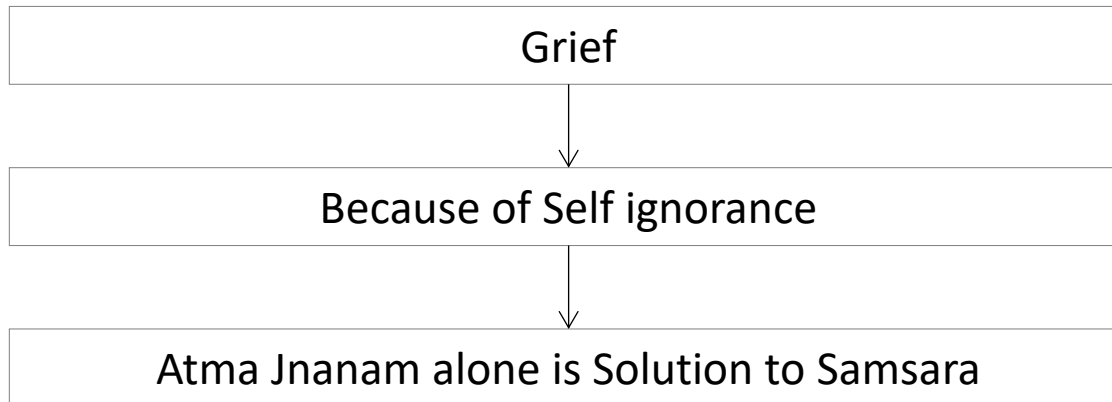 Grief
Because of Self ignorance
Atma Jnanam alone is Solution to Samsara